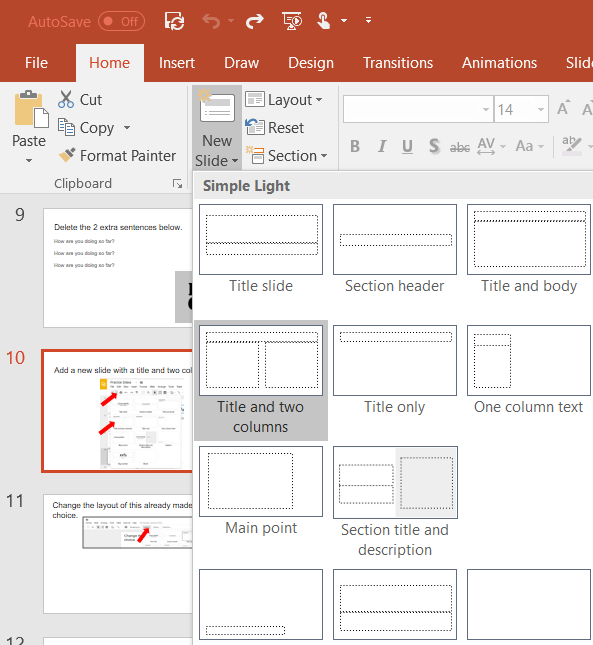 AutoSave Off
File Home Insert Draw Design Transitions Animations Slid
Paste
Cut
Copy
Format Painter
Clipboard
New
Slide
Layout
Reset
Section
14
B I U S abc AV Aa ab
Simple Light
Title slide Section header Title and body
Title and two
columns
Title only One column text
Main point
Section title and
description
9
Delete the 2 extra sentences below.
How are you doing so far?
How are you doing so far?
How are you doing so far?
10
Add a new slide with a title and two col
11
Change the layout of this already made
choice.
12